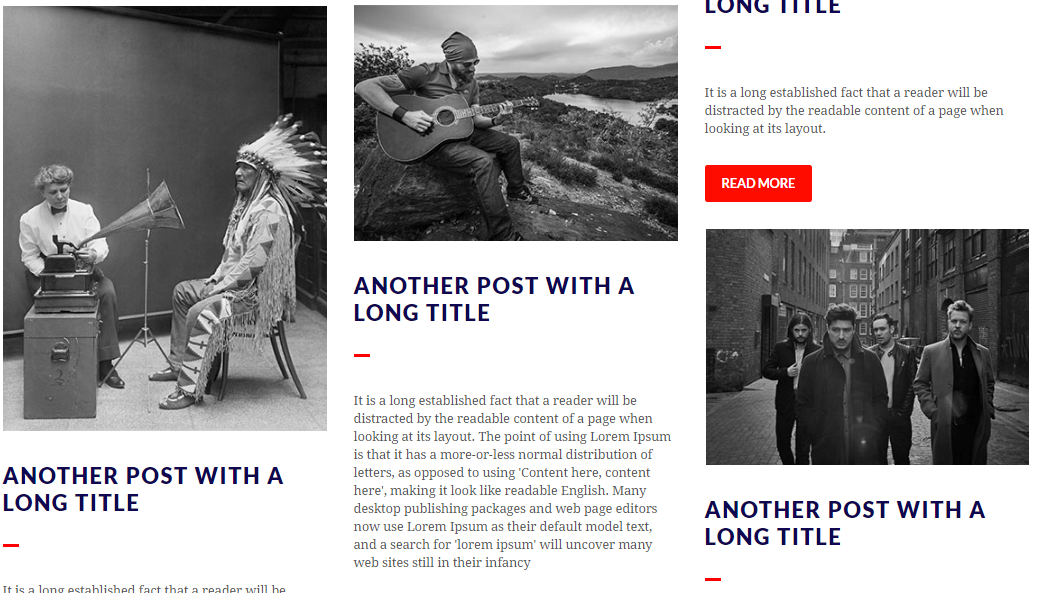 ANOTHER POST WITH A
LONG TITLE
It is a long established fact that a reader will be
ANOTHER POST WITH A
LONG TITLE
It is a long established fact that a reader will be
distracted by the readable content of a page when
looking at its layout. The point of using Lorem Ipsum
is that it has a more-or-less normal distribution of
letters, as opposed to using 'Content here, content
here', making it look like readable English. Many
desktop publishing packages and web page editors
now use Lorem Ipsum as their default model text,
and a search for 'lorem ipsum' will uncover many
web sites still in their infancy
LONG TITLE
It is a long established fact that a reader will be
distracted by the readable content of a page when
looking at its layout.
READ MORE
ANOTHER POST WITH A
LONG TITLE